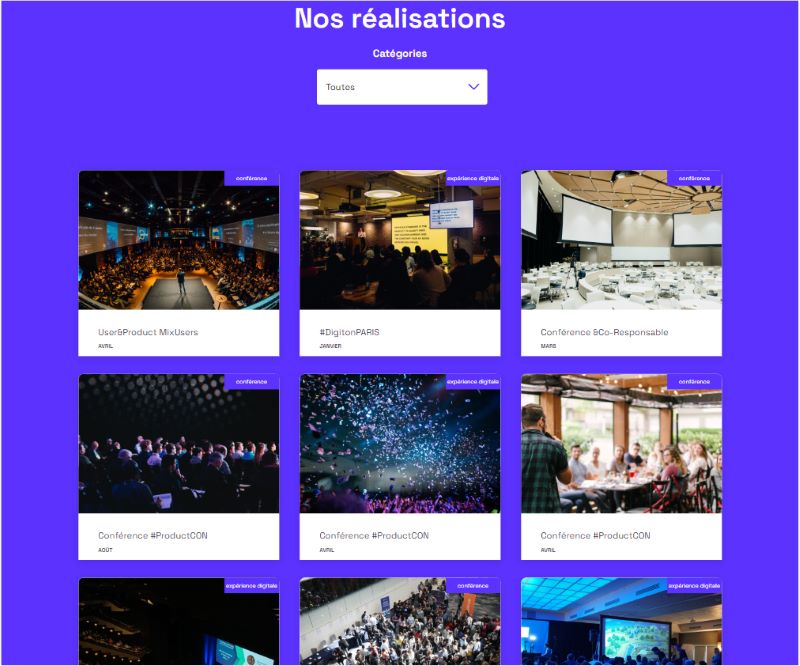 Nos réalisations
Catégories
Toutes
conférence
User&Product MixUsers
AVRIL
expérience digitale
#DigitonPARIS
JANVIER
conférence
Conférence &Co-Responsable
MARS
conférence
Conférence #ProductCON
AOÛT
expérience digitale
Conférence #ProductCON
AVRIL
conférence
Conférence #ProductCON
AVRIL
expérience digitale
conférence
expérience digitale